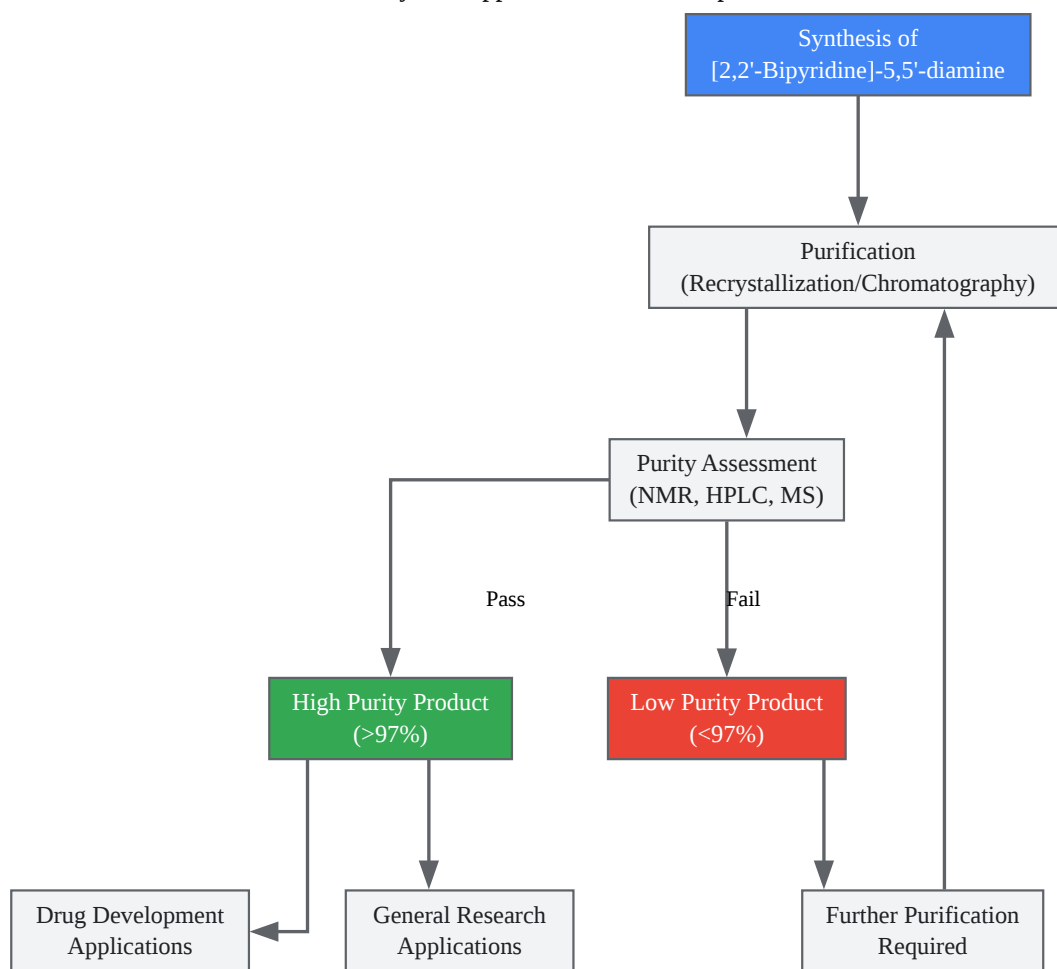 Synthesis of
[2,2'-Bipyridine]-5,5'-diamine
Purification
(Recrystallization/Chromatography)
Purity Assessment
(NMR, HPLC, MS)
Pass
Fail
High Purity Product
(>97%)
Low Purity Product
(<97%)
Drug Development
Applications
General Research
Applications
Further Purification
Required